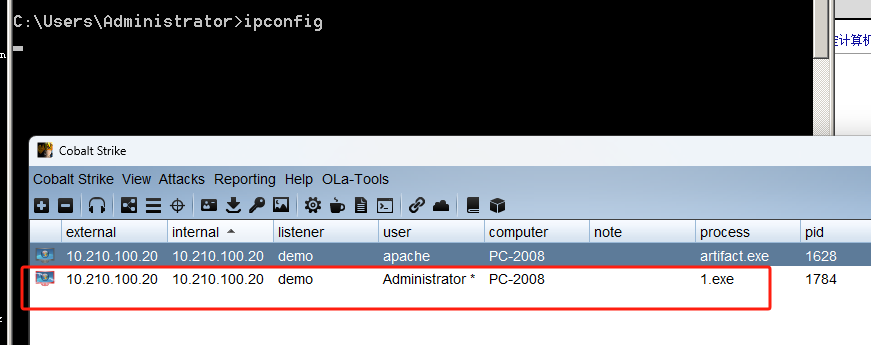 C:\Users\Administrator>ipconfig
定计算机
Cobalt Strike
Cobalt Strike View Attacks Reporting Help OLa-Tools
external internal listener user computer note process pid
10.210.100.20 10.210.100.20 demo apache PC-2008 artifact.exe 1628
10.210.100.20 10.210.100.20 demo Administrator * PC-2008 1.exe 1784